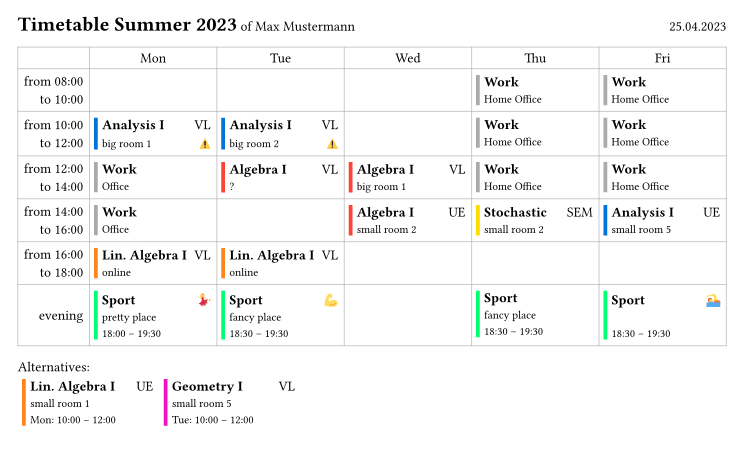 Timetable Summer 2023 of Max Mustermann 25.04.2023
Mon Tue Wed Thu Fri
from 08:00 Work Work
to 10:00 Home Office Home Office
from 10:00 Analysis I VL Analysis I VL Work Work
to 12:00 big room 1 ⚠️ big room 2 ⚠️ Home Office Home Office
from 12:00 Work Algebra I VL Algebra I VL Work Work
to 14:00 Office ? big room 1 Home Office Home Office
from 14:00 Work Algebra I UE Stochastic SEM Analysis I UE
to 16:00 Office small room 2 small room 2 small room 5
from 16:00 Lin. Algebra I VL Lin. Algebra I VL
to 18:00 online online
Sport 💃 Sport 💪 Sport Sport 🏊
evening pretty place fancy place fancy place
18:00 – 19:30 18:30 – 19:30 18:30 – 19:30 18:30 – 19:30
Alternatives:
Lin. Algebra I UE Geometry I VL
small room 1 small room 5
Mon: 10:00 – 12:00 Tue: 10:00 – 12:00